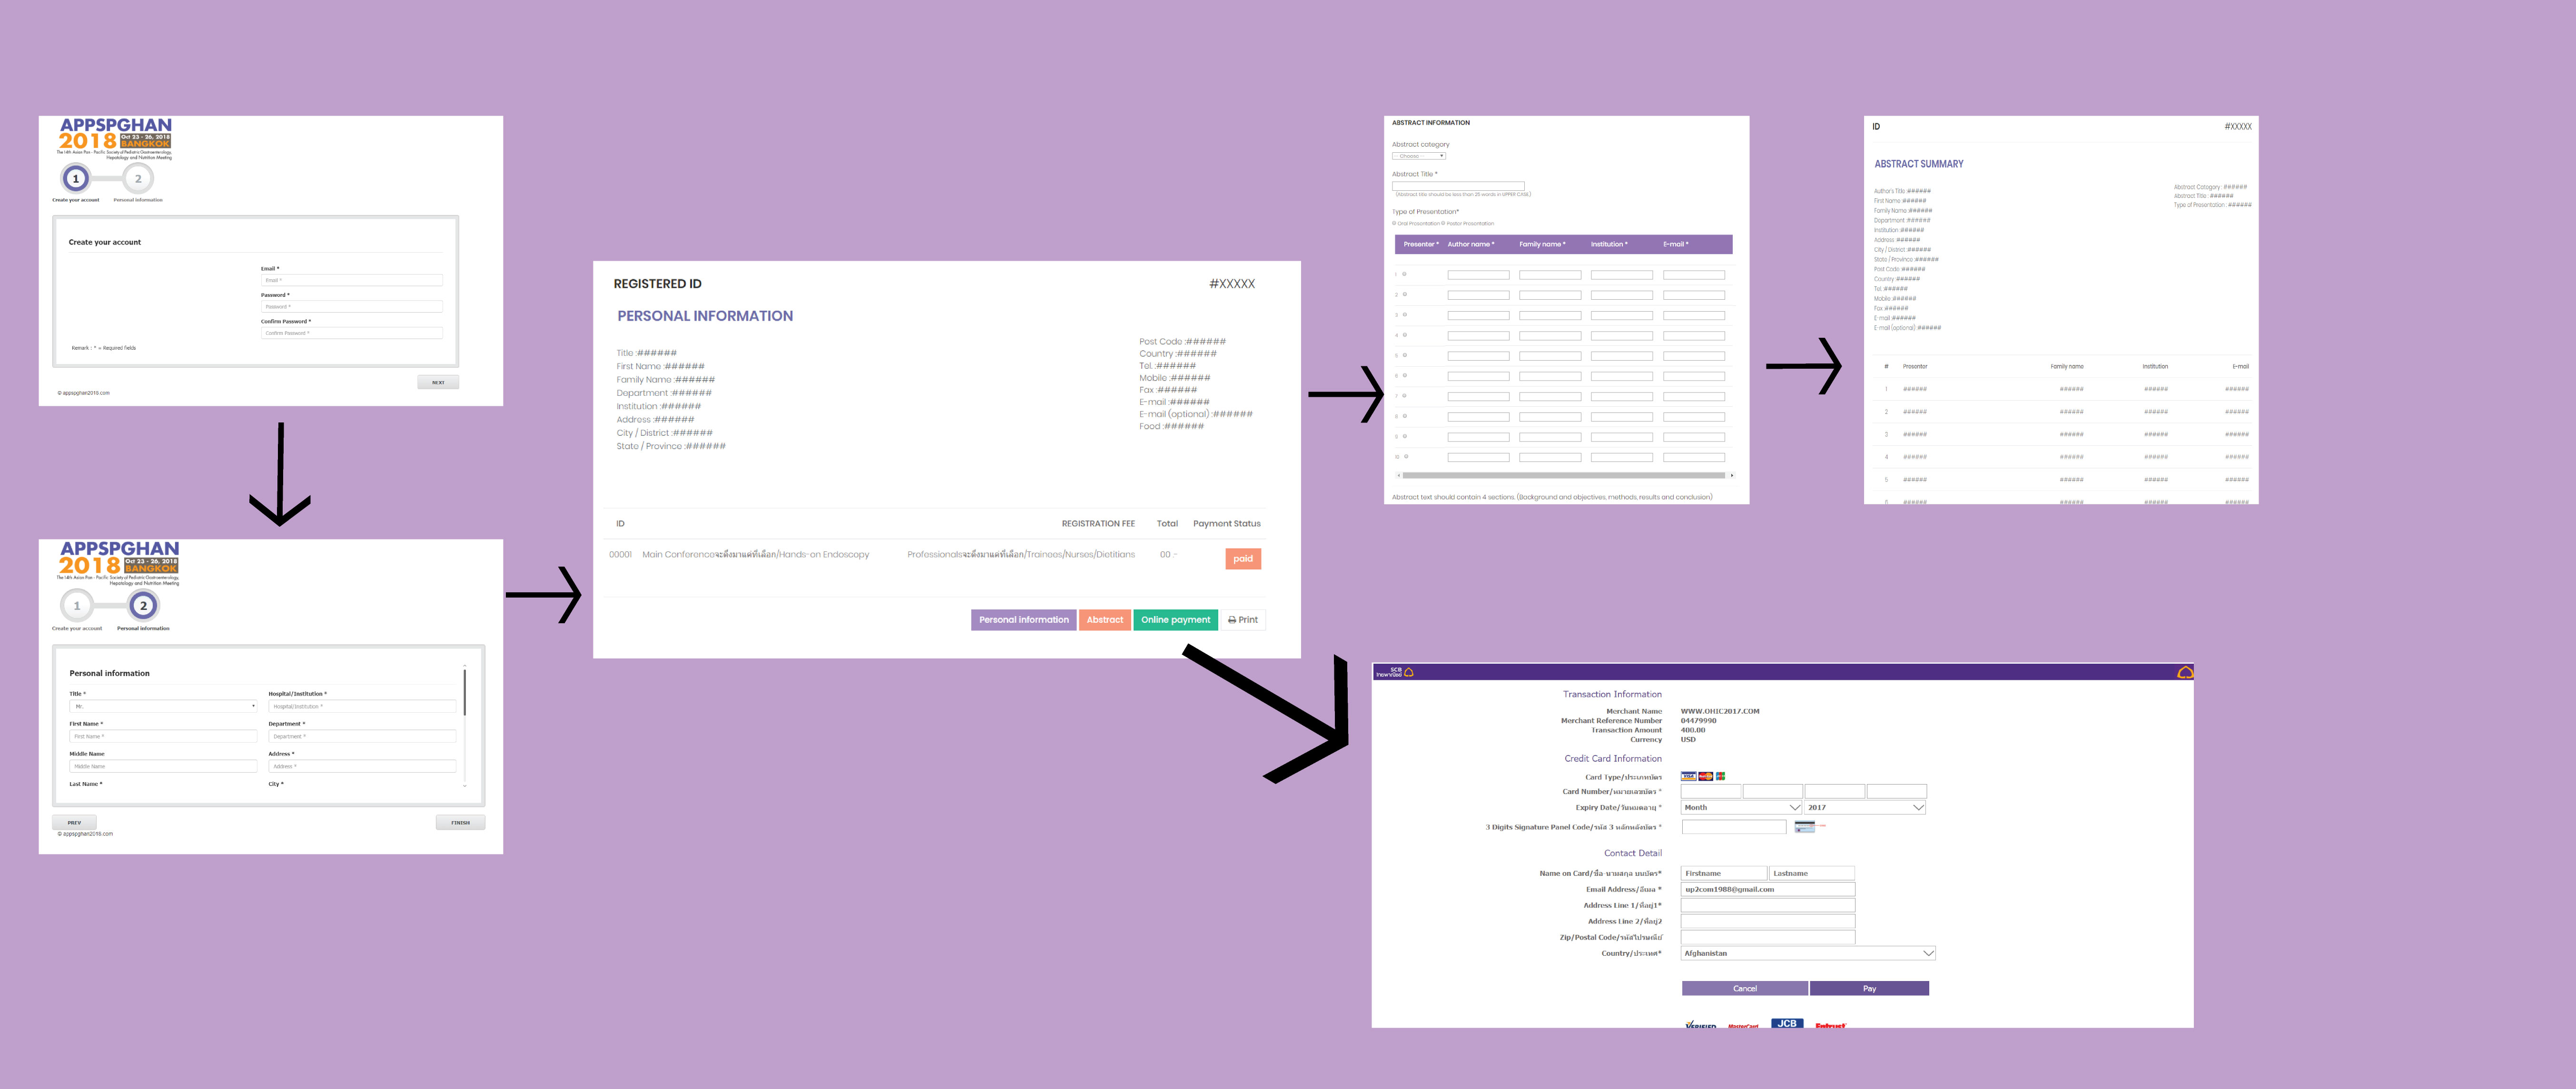 APPSPGHAN
2018 Oct 23 - 26, 2018
BANGKOK
The 14th Asian Pan - Pacific Society of Pediatric Gastroenterology,
Hepatology and Nutrition Meeting
1 2
Create your account Personal information
Create your account
Email *
Email *
Password *
Password *
Confirm Password *
Confirm Password *
Remark : * = Required fields
NEXT
© appspghan2018.com
APPSPGHAN
2018 Oct 23 - 26, 2018
BANGKOK
The 14th Asian Pan - Pacific Society of Pediatric Gastroenterology,
Hepatology and Nutrition Meeting
1 2
Create your account Personal information
Personal information
Title * Hospital/Institution *
Mr. Hospital/Institution *
First Name * Department *
First Name * Department *
Middle Name Address *
Middle Name Address *
Last Name * City *
PREV FINISH
© appspghan2018.com
REGISTERED ID #XXXXX
PERSONAL INFORMATION
Title :######
First Name :######
Family Name :######
Department :######
Institution :######
Address :######
City / District :######
State / Province :######
Post Code :######
Country :######
Tel. :######
Mobile :######
Fax :######
E-mail :######
E-mail (optional) :######
Food :######
ID REGISTRATION FEE Total Payment Status
00001 Main Conferenceจะดึงมาแค่ที่เลือก/Hands-on Endoscopy Professionalsจะดึงมาแค่ที่เลือก/Trainees/Nurses/Dietitians 00 .- paid
Personal information Abstract Online payment Print
ABSTRACT INFORMATION
Abstract category
-- Choose --
Abstract Title *
(Abstract title should be less than 25 words in UPPER CASE)
Type of Presentation*
Oral Presentation Poster Presentation
Presenter * Author name * Family name * Institution * E-mail *
1
2
3
4
5
6
7
8
9
10
Abstract text should contain 4 sections. (Background and objectives, methods, results and conclusion)
ID #XXXXX
ABSTRACT SUMMARY
Author's Title :######
First Name :######
Family Name :######
Department :######
Institution :######
Address :######
City / District :######
State / Province :######
Post Code :######
Country :######
Tel. :######
Mobile :######
Fax :######
E-mail :######
E-mail (optional) :######
Abstract Category : ######
Abstract Title : ######
Type of Presentation : ######
# Presentor Family name Institution E-mail
1 ###### ###### ###### ######
2 ###### ###### ###### ######
3 ###### ###### ###### ######
4 ###### ###### ###### ######
5 ###### ###### ###### ######
6 ###### ###### ###### ######
SCB
ไทยพาณิชย์
Transaction Information
Merchant Name WWW.OHIC2017.COM
Merchant Reference Number 04479990
Transaction Amount 400.00
Currency USD
Credit Card Information
Card Type/ประเภทบัตร VISA
Card Number/หมายเลขบัตร *
Expiry Date/วันหมดอายุ * Month 2017
3 Digits Signature Panel Code/รหัส 3 หลักหลังบัตร *
Contact Detail
Name on Card/ชื่อ-นามสกุล บนบัตร* Firstname Lastname
Email Address/อีเมล * up2com1988@gmail.com
Address Line 1/ที่อยู่1*
Address Line 2/ที่อยู่2
Zip/Postal Code/รหัสไปรษณีย์
Country/ประเทศ* Afghanistan
Cancel Pay
VERIFIED MasterCard JCB Entrust